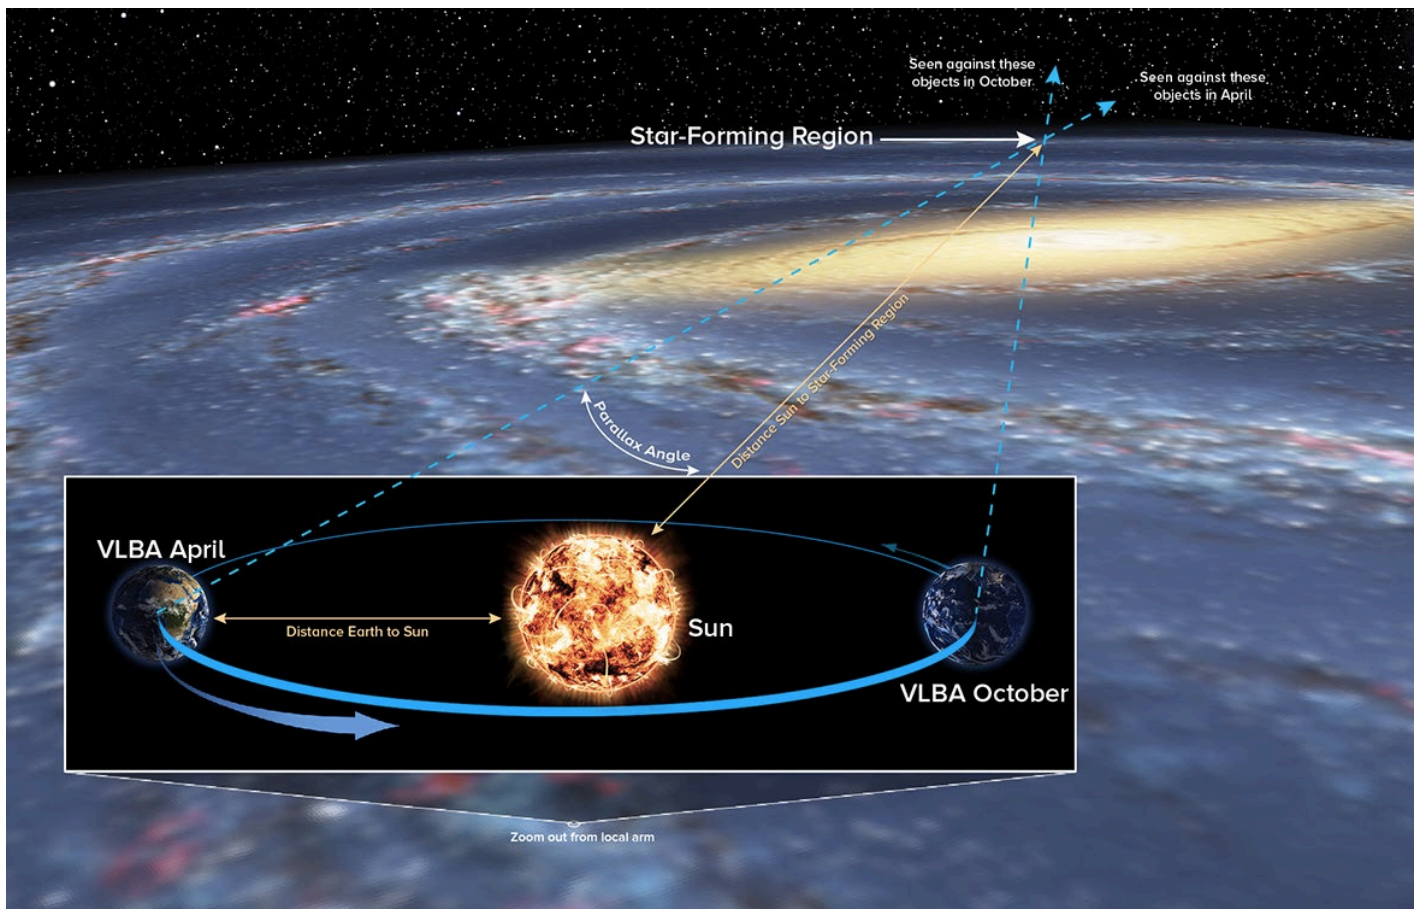 Seen against these
objects in October
Seen against these
objects in April
Star-Forming Region
Distance Sun to Star-Forming Region
Parallax Angle
VLBA April
Distance Earth to Sun
Sun
VLBA October
Zoom out from local arm